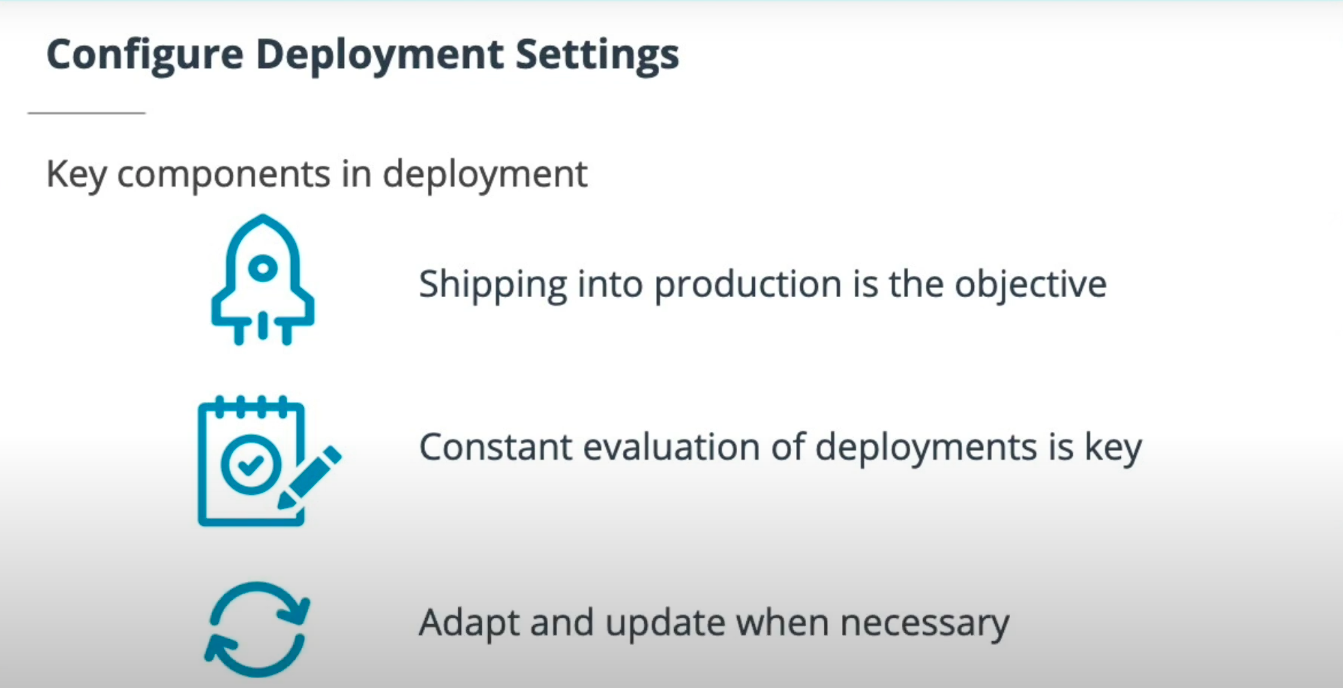 Configure Deployment Settings
Key components in deployment
Shipping into production is the objective
Constant evaluation of deployments is key
Adapt and update when necessary